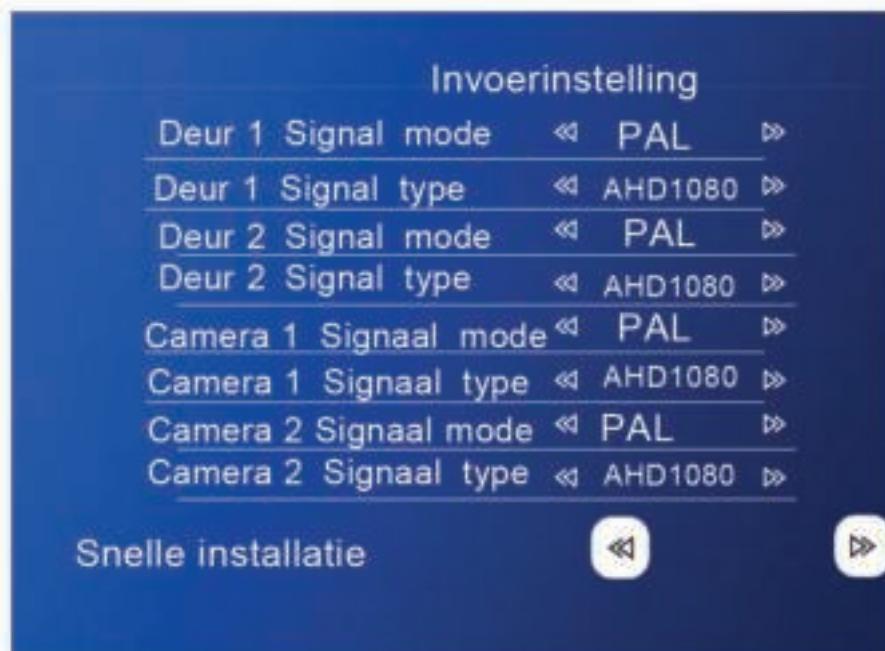 Invoerinstelling
Deur 1 Signal mode PAL
Deur 1 Signal type AHD1080
Deur 2 Signal mode PAL
Deur 2 Signal type AHD1080
Camera 1 Signaal mode PAL
Camera 1 Signaal type AHD1080
Camera 2 Signaal mode PAL
Camera 2 Signaal type AHD1080
Snelle installatie